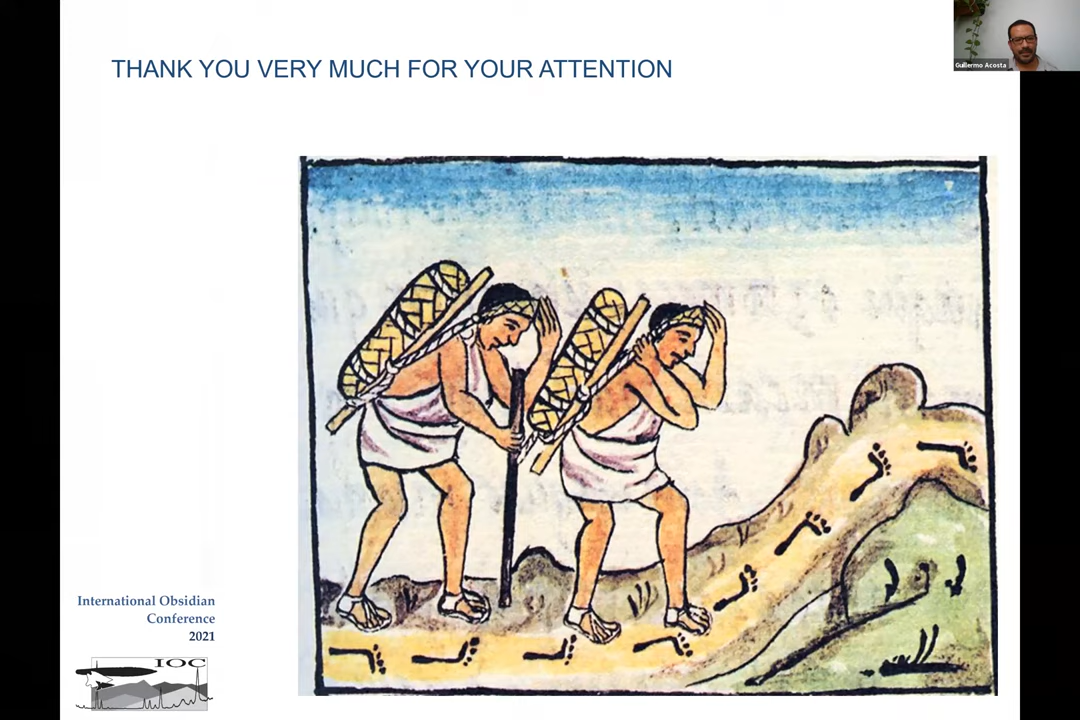 THANK YOU VERY MUCH FOR YOUR ATTENTION
Guillermo Acosta
International Obsidian
Conference
2021
IOC